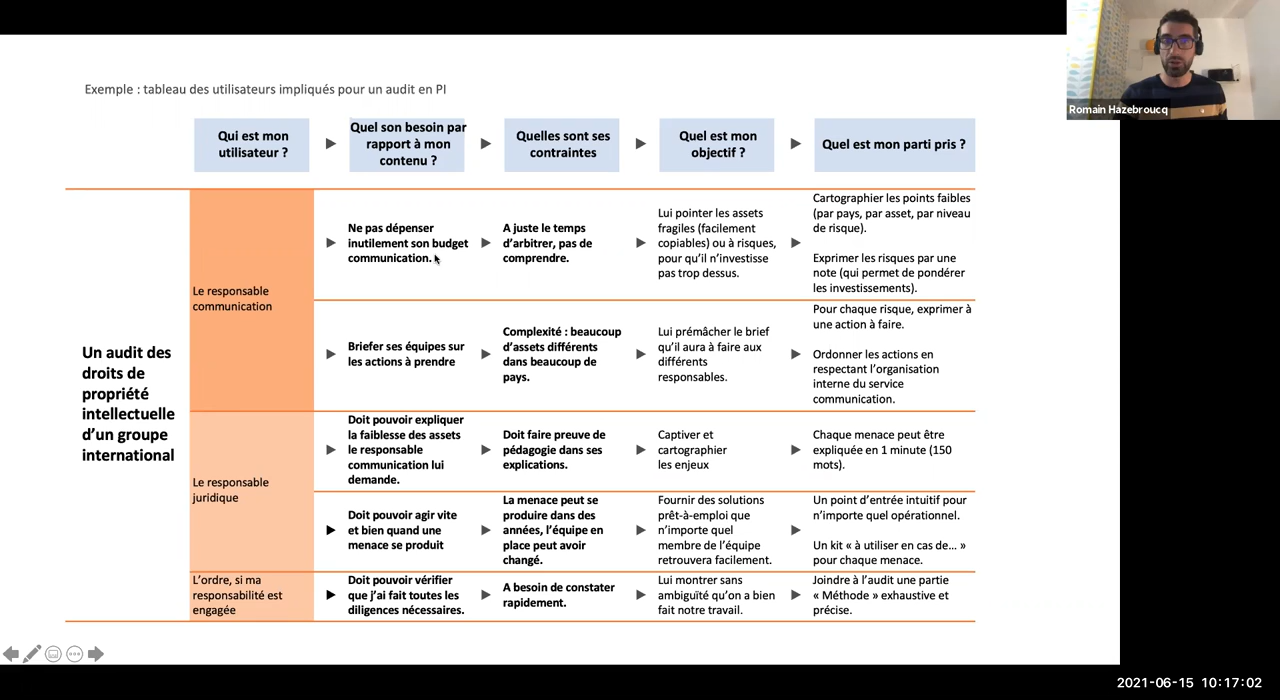 Exemple : tableau des utilisateurs impliqués pour un audit en PI
Romain Hazebroucq
Qui est mon
utilisateur ?
Quel son besoin par
rapport à mon
contenu ?
Quelles sont ses
contraintes
Quel est mon
objectif ?
Quel est mon parti pris ?
Un audit des
droits de
propriété
intellectuelle
d'un groupe
international
Le responsable
communication
Ne pas dépenser
inutilement son budget
communication.
A juste le temps
d'arbitrer, pas de
comprendre.
Lui pointer les assets
fragiles (facilement
copiables) ou à risques,
pour qu'il n'investisse
pas trop dessus.
Cartographier les points faibles
(par pays, par asset, par niveau
de risque).
Exprimer les risques par une
note (qui permet de pondérer
les investissements).
Briefer ses équipes sur
les actions à prendre
Complexité : beaucoup
d'assets différents
dans beaucoup de
pays.
Lui prémâcher le brief
qu'il aura à faire aux
différents
responsables.
Pour chaque risque, exprimer à
une action à faire.
Ordonner les actions en
respectant l'organisation
interne du service
communication.
Le responsable
juridique
Doit pouvoir expliquer
la faiblesse des assets
le responsable
communication lui
demande.
Doit faire preuve de
pédagogie dans ses
explications.
Captiver et
cartographier
les enjeux
Chaque menace peut être
expliquée en 1 minute (150
mots).
Doit pouvoir agir vite
et bien quand une
menace se produit
La menace peut se
produire dans des
années, l'équipe en
place peut avoir
changé.
Fournir des solutions
prêt-à-emploi que
n'importe quel
membre de l'équipe
retrouvera facilement.
Un point d'entrée intuitif pour
n'importe quel opérationnel.
Un kit « à utiliser en cas de… »
pour chaque menace.
L'ordre, si ma
responsabilité est
engagée
Doit pouvoir vérifier
que j'ai fait toutes les
diligences nécessaires.
A besoin de constater
rapidement.
Lui montrer sans
ambiguïté qu'on a bien
fait notre travail.
Joindre à l'audit une partie
« Méthode » exhaustive et
précise.
2021-06-15 10:17:02